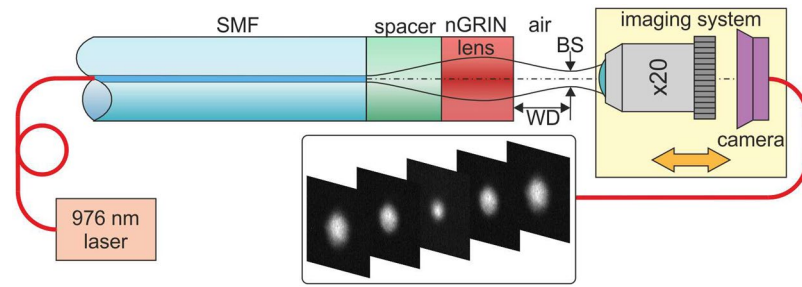 SMF
spacer
nGRIN
lens
air
BS
WD
imaging system
x20
camera
976 nm
laser